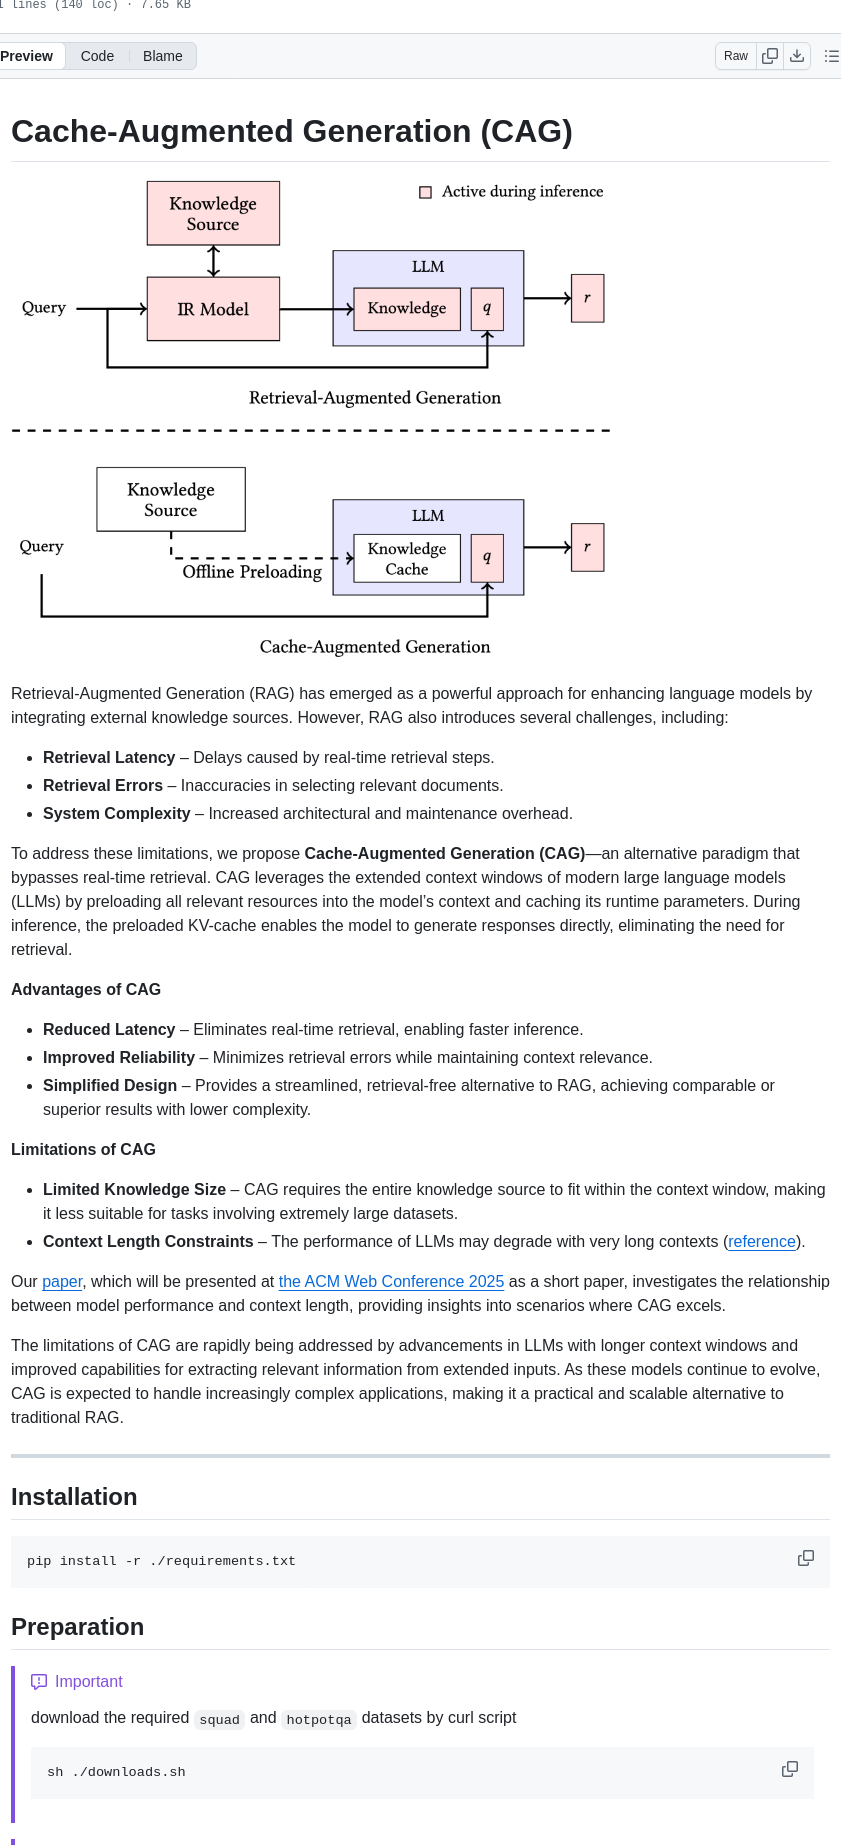 lines (140 loc) · 7.65 KB
Preview Code Blame Raw
Cache-Augmented Generation (CAG)
Knowledge
Source
Active during inference
LLM
Query
IR Model
Knowledge
q
r
Retrieval-Augmented Generation
Knowledge
Source
LLM
Query
Knowledge
Cache
q
r
Offline Preloading
Cache-Augmented Generation
Retrieval-Augmented Generation (RAG) has emerged as a powerful approach for enhancing language models by
integrating external knowledge sources. However, RAG also introduces several challenges, including:
• Retrieval Latency – Delays caused by real-time retrieval steps.
• Retrieval Errors – Inaccuracies in selecting relevant documents.
• System Complexity – Increased architectural and maintenance overhead.
To address these limitations, we propose Cache-Augmented Generation (CAG)—an alternative paradigm that
bypasses real-time retrieval. CAG leverages the extended context windows of modern large language models
(LLMs) by preloading all relevant resources into the model’s context and caching its runtime parameters. During
inference, the preloaded KV-cache enables the model to generate responses directly, eliminating the need for
retrieval.
Advantages of CAG
• Reduced Latency – Eliminates real-time retrieval, enabling faster inference.
• Improved Reliability – Minimizes retrieval errors while maintaining context relevance.
• Simplified Design – Provides a streamlined, retrieval-free alternative to RAG, achieving comparable or
superior results with lower complexity.
Limitations of CAG
• Limited Knowledge Size – CAG requires the entire knowledge source to fit within the context window, making
it less suitable for tasks involving extremely large datasets.
• Context Length Constraints – The performance of LLMs may degrade with very long contexts (reference).
Our paper, which will be presented at the ACM Web Conference 2025 as a short paper, investigates the relationship
between model performance and context length, providing insights into scenarios where CAG excels.
The limitations of CAG are rapidly being addressed by advancements in LLMs with longer context windows and
improved capabilities for extracting relevant information from extended inputs. As these models continue to evolve,
CAG is expected to handle increasingly complex applications, making it a practical and scalable alternative to
traditional RAG.
Installation
pip install -r ./requirements.txt
Preparation
Important
download the required squad and hotpotqa datasets by curl script
sh ./downloads.sh